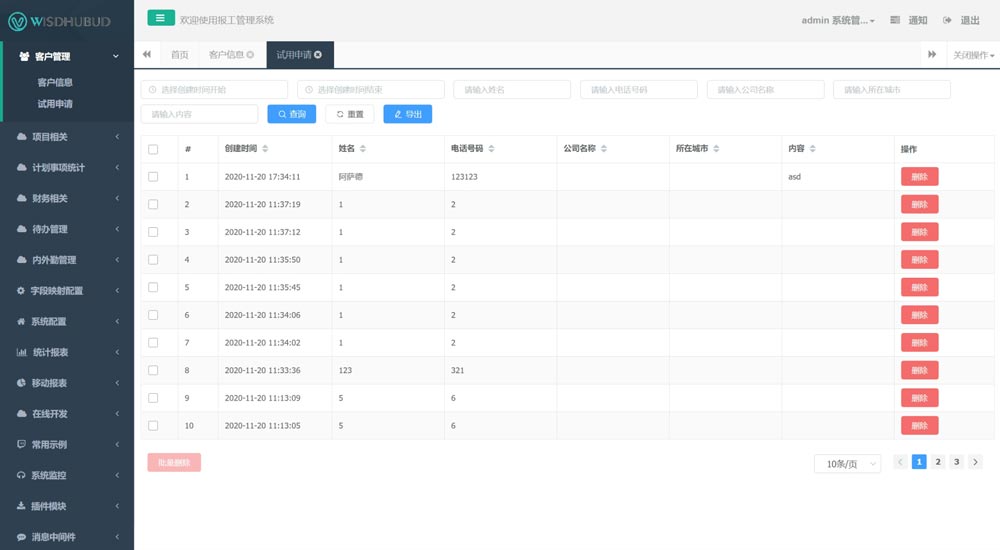 WISDHUBUD
欢迎使用报工管理系统
admin 系统管...
通知
退出
首页
客户信息
试用申请
关闭操作
客户管理
客户信息
试用申请
项目相关
计划事项统计
财务相关
待办管理
内外勤管理
字段映射配置
系统配置
统计报表
移动报表
在线开发
常用示例
系统监控
插件模块
消息中间件
选择创建时间开始
选择创建时间结束
请输入姓名
请输入电话号码
请输入公司名称
请输入所在城市
请输入内容
查询
重置
导出
# 创建时间 姓名 电话号码 公司名称 所在城市 内容 操作
1 2020-11-20 17:34:11 阿萨德 123123 asd 删除
2 2020-11-20 11:37:19 1 2 删除
3 2020-11-20 11:37:12 1 2 删除
4 2020-11-20 11:35:50 1 2 删除
5 2020-11-20 11:35:45 1 2 删除
6 2020-11-20 11:34:06 1 2 删除
7 2020-11-20 11:34:02 1 2 删除
8 2020-11-20 11:33:36 123 321 删除
9 2020-11-20 11:13:09 5 6 删除
10 2020-11-20 11:13:05 5 6 删除
批量删除
10条/页
1 2 3